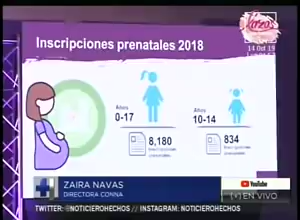 Inscripciones prenatales 2018
14 Oct 19
Años
0-17
8,180
Años
10-14
834
ZAIRA NAVAS
DIRECTORA CONNA
YouTube
EN VIVO
TWITTER: @NOTICIEROHECHOS // INSTAGRAM: NOTICIEROHECHOS